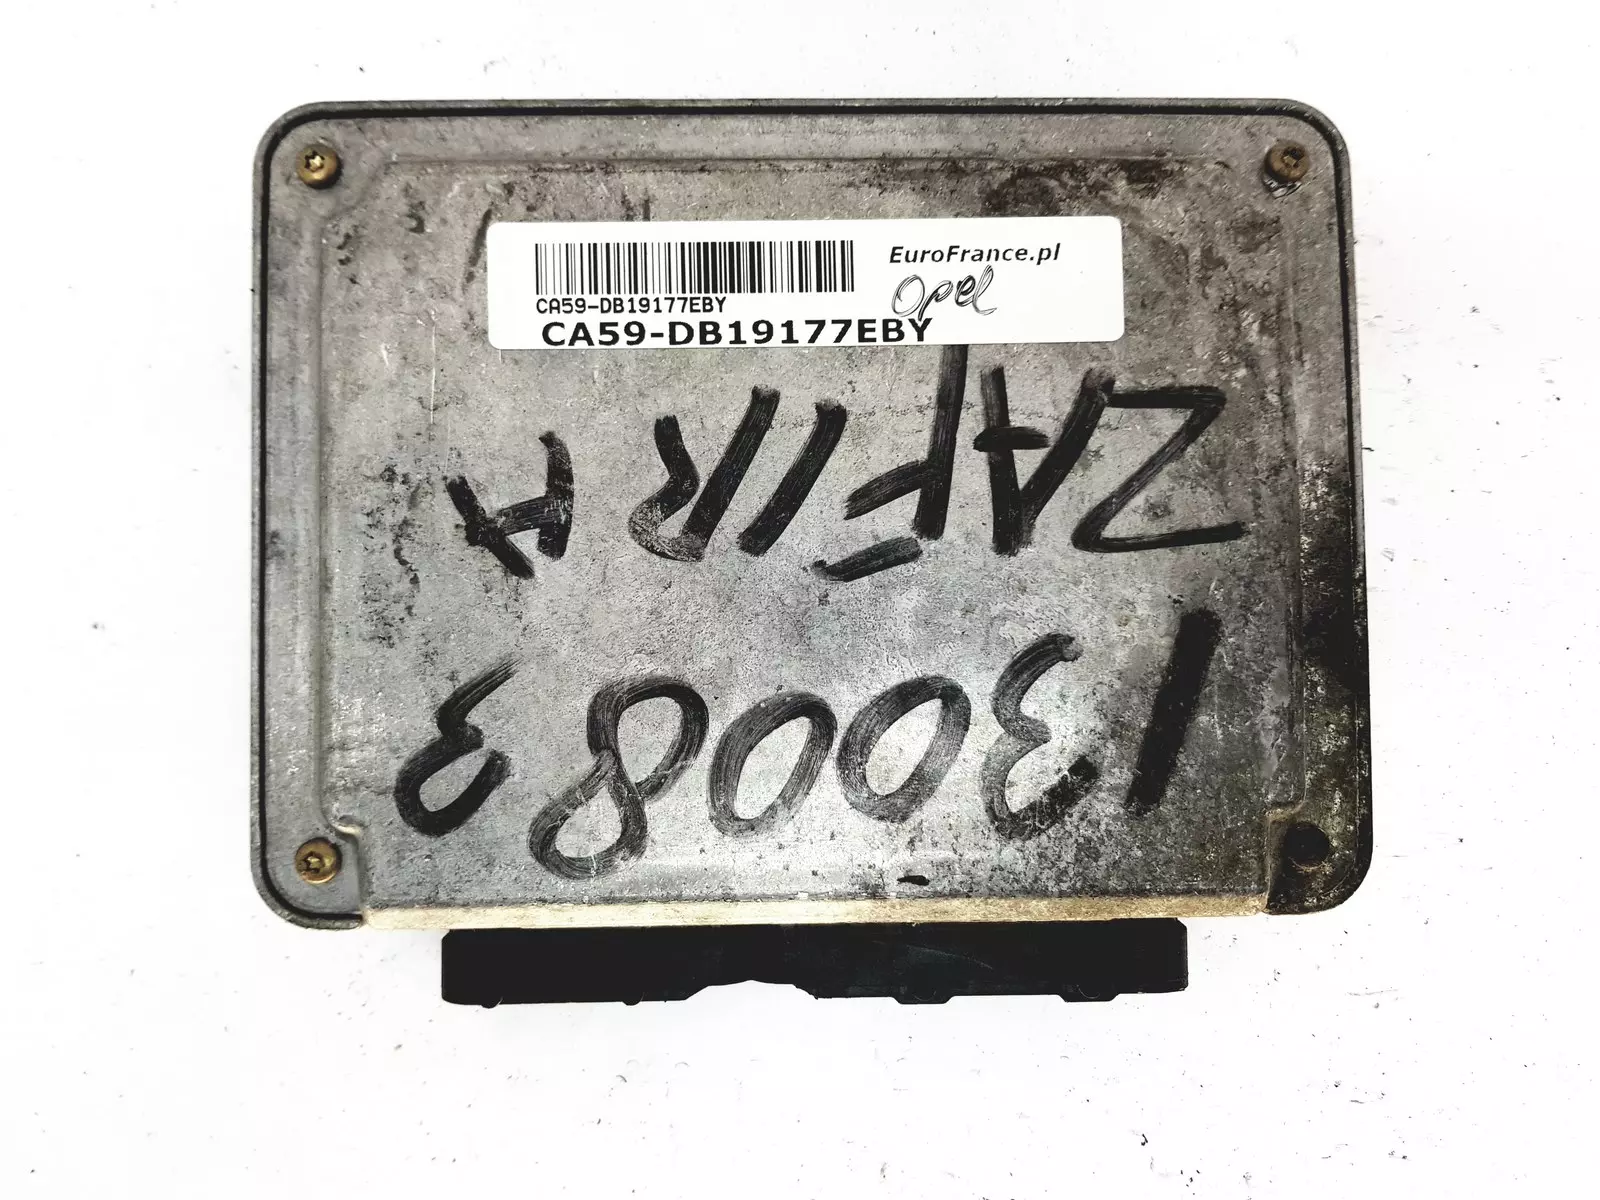 EuroFrance.pl
CA59-DB19177EBY
Opel
CA59-DB19177EBY
ZAFIRA
130083